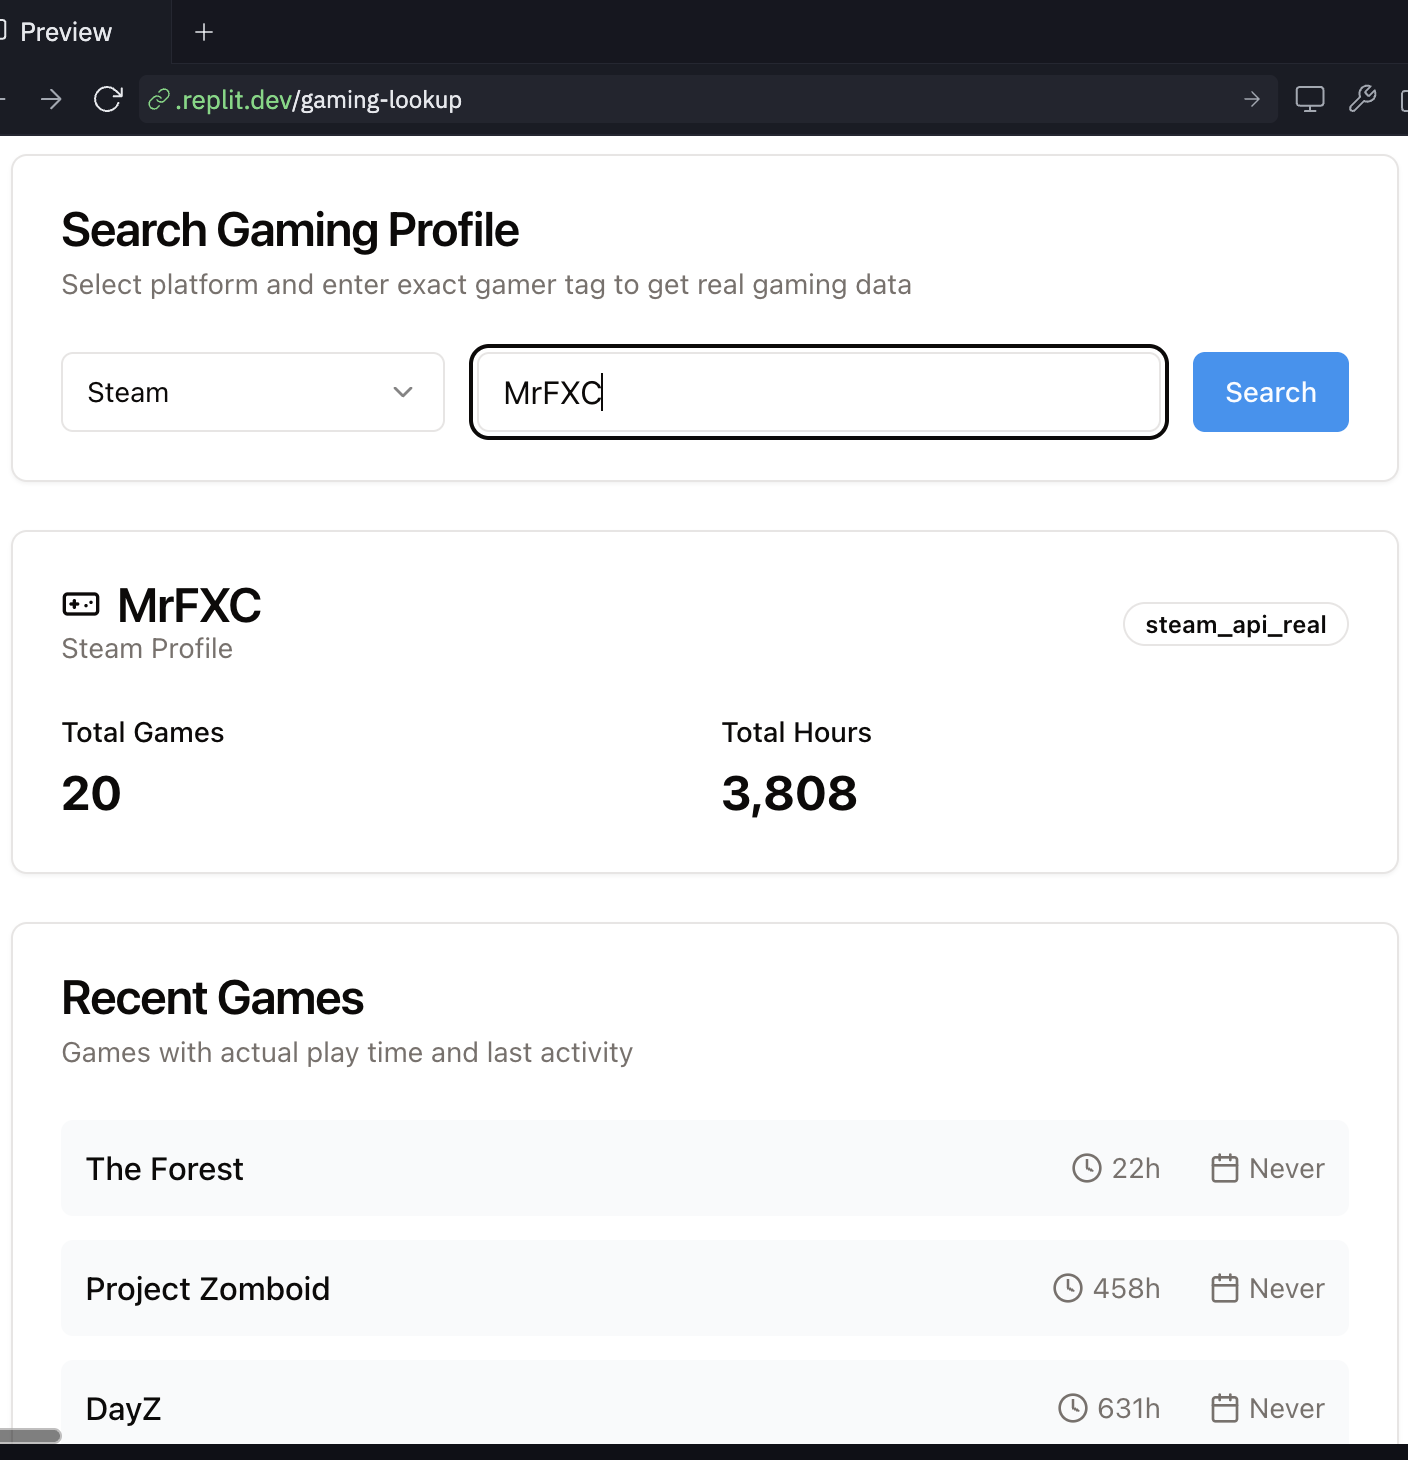 Preview
.replit.dev/gaming-lookup
Search Gaming Profile
Select platform and enter exact gamer tag to get real gaming data
Steam
MrFXC
Search
MrFXC
steam_api_real
Steam Profile
Total Games
Total Hours
20
3,808
Recent Games
Games with actual play time and last activity
The Forest
22h
Never
Project Zomboid
458h
Never
DayZ
631h
Never